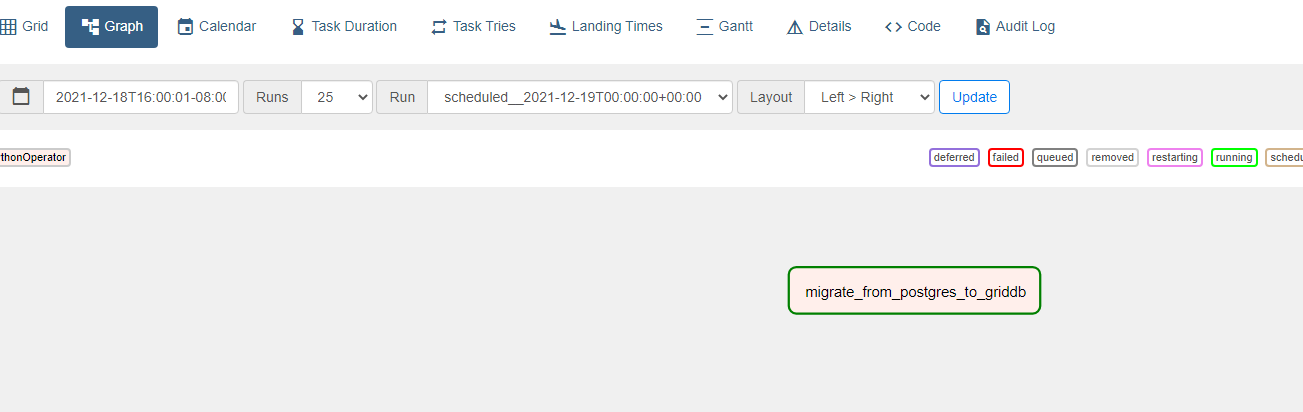 Grid Graph Calendar Task Duration Task Tries Landing Times Gantt Details Code Audit Log
2021-12-18T16:00:01-08:00 Runs 25 Run scheduled__2021-12-19T00:00:00+00:00 Layout Left > Right Update
thonOperator deferred failed queued removed restarting running schedu
migrate_from_postgres_to_griddb